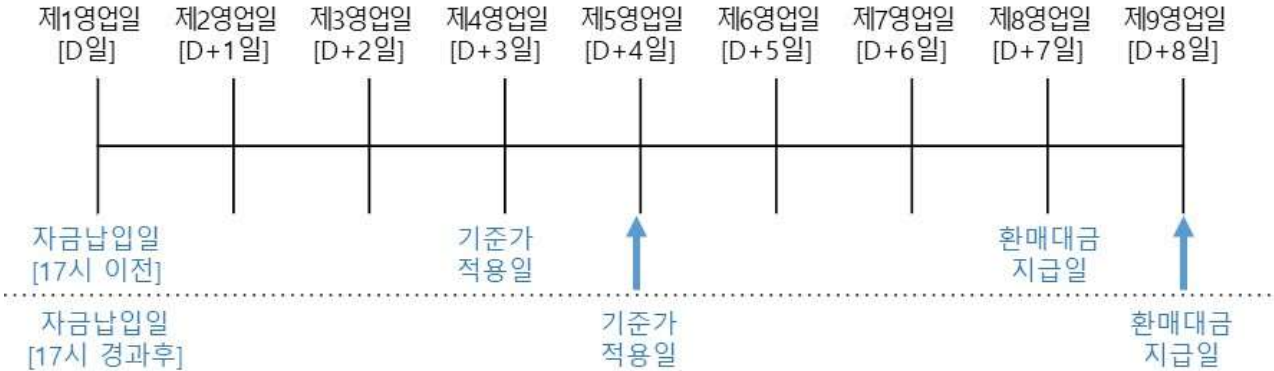 제1영업일 제2영업일 제3영업일 제4영업일 제5영업일 제6영업일 제7영업일 제8영업일 제9영업일
[D일] [D+1일] [D+2일] [D+3일] [D+4일] [D+5일] [D+6일] [D+7일] [D+8일]
자금납입일 기준가 환매대금
[17시 이전] 적용일 지급일
자금납입일 기준가 환매대금
[17시 경과후] 적용일 지급일